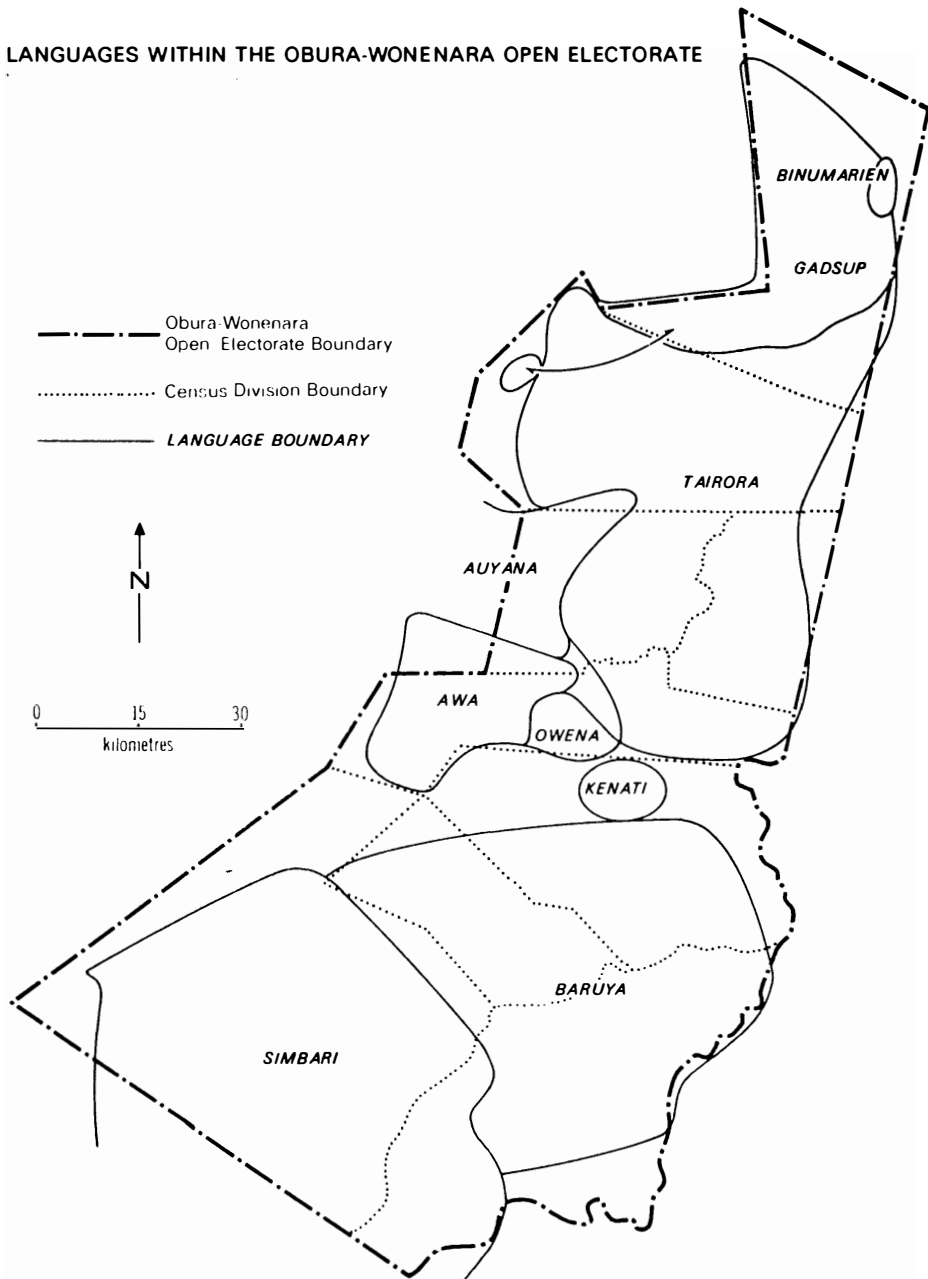 LANGUAGES WITHIN THE OBURA-WONENARA OPEN ELECTORATE
BINUMARIEN
GADSUP
Obura-Wonenara
Open Electorate Boundary
Census Division Boundary
LANGUAGE BOUNDARY
TAIRORA
N
AUYANA
AWA
0 15 30
kilometres
OWENA
KENATI
BARUYA
SIMBARI